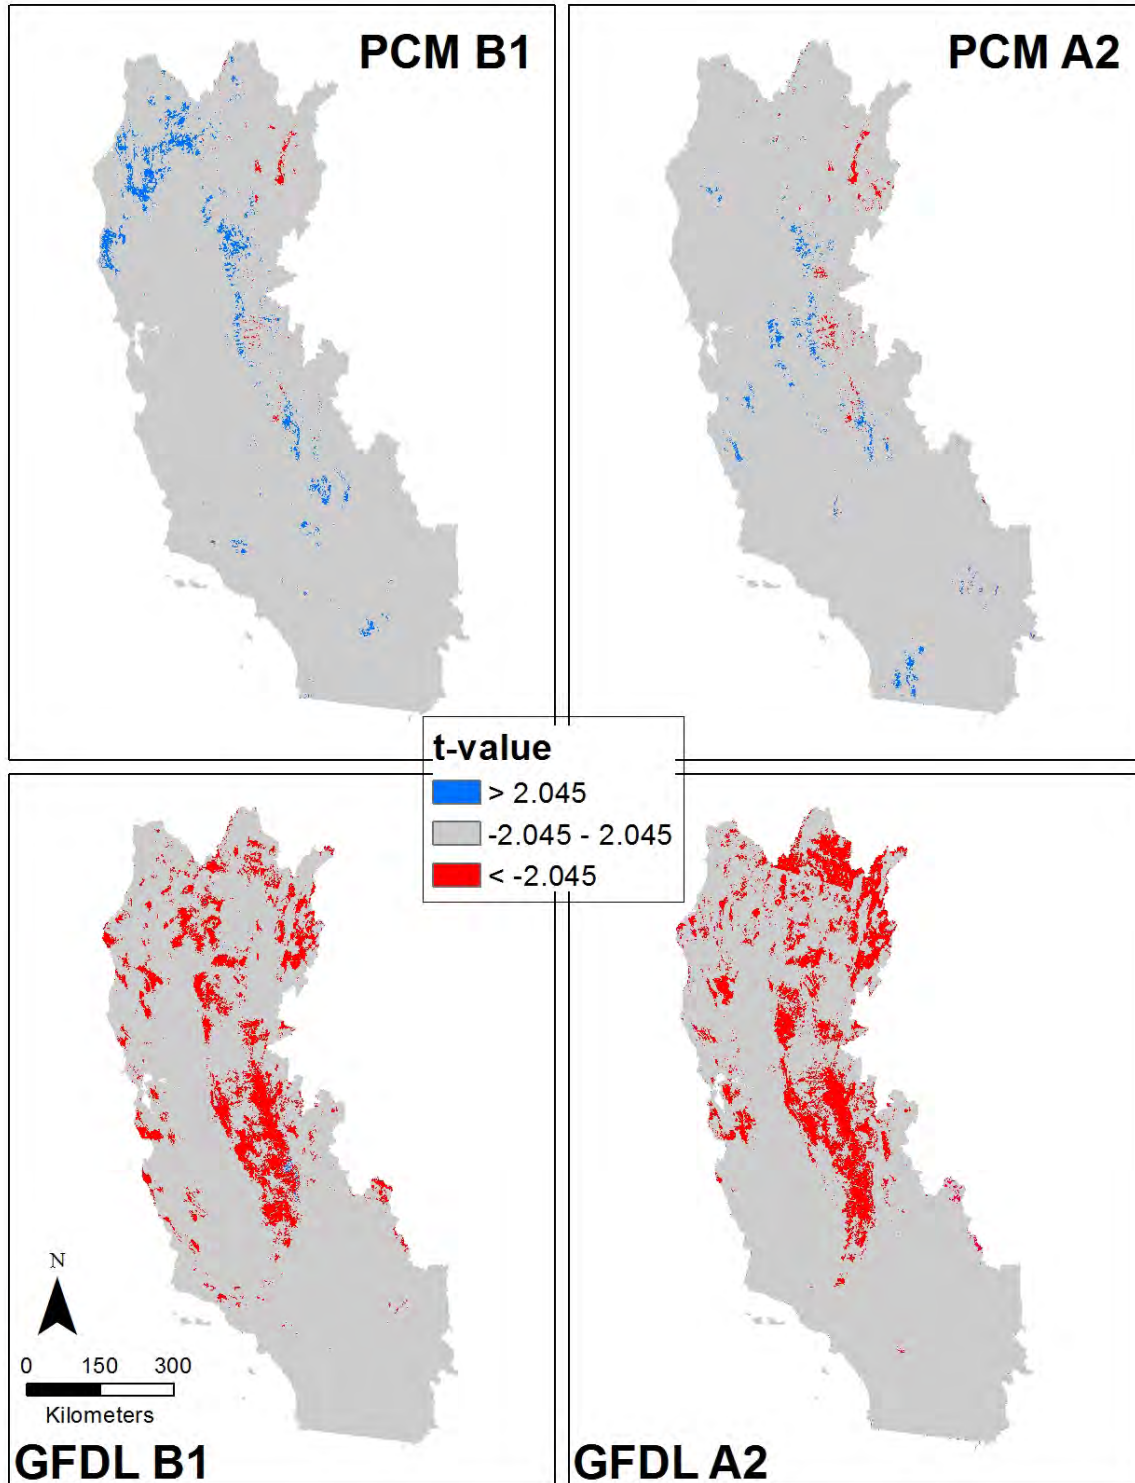 PCM B1
PCM A2
t-value
> 2.045
-2.045 - 2.045
< -2.045
N
0 150 300
Kilometers
GFDL B1
GFDL A2